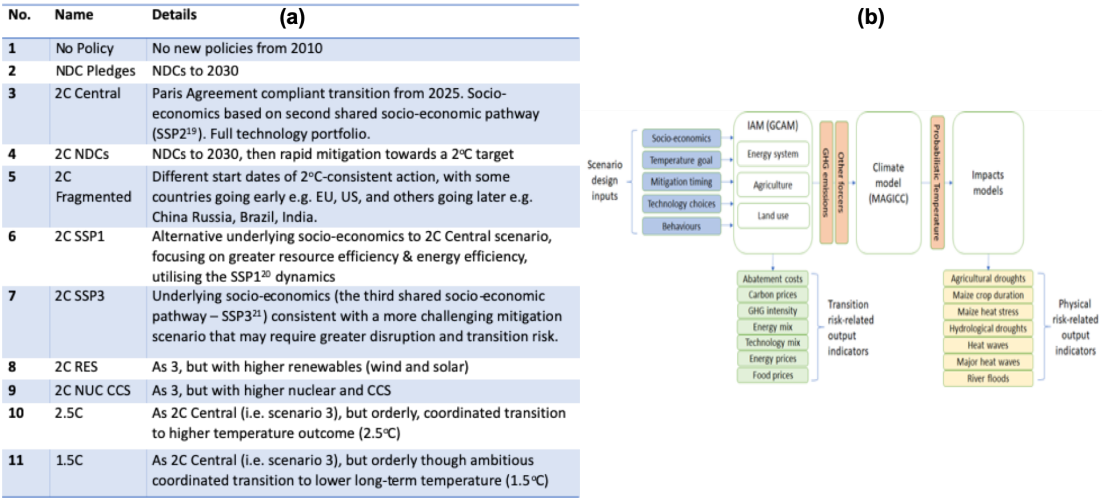 No. Name Details (a)
1 No Policy No new policies from 2010
2 NDC Pledges NDCs to 2030
3 2C Central Paris Agreement compliant transition from 2025. Socio-
economics based on second shared socio-economic pathway
(SSP2¹⁹). Full technology portfolio.
4 2C NDCs NDCs to 2030, then rapid mitigation towards a 2°C target
5 2C Different start dates of 2°C-consistent action, with some
Fragmented countries going early e.g. EU, US, and others going later e.g.
China Russia, Brazil, India.
6 2C SSP1 Alternative underlying socio-economics to 2C Central scenario,
focusing on greater resource efficiency & energy efficiency,
utilising the SSP1²⁰ dynamics
7 2C SSP3 Underlying socio-economics (the third shared socio-economic
pathway – SSP3²¹) consistent with a more challenging mitigation
scenario that may require greater disruption and transition risk.
8 2C RES As 3, but with higher renewables (wind and solar)
9 2C NUC CCS As 3, but with higher nuclear and CCS
10 2.5C As 2C Central (i.e. scenario 3), but orderly, coordinated transition
to higher temperature outcome (2.5°C)
11 1.5C As 2C Central (i.e. scenario 3), but orderly though ambitious
coordinated transition to lower long-term temperature (1.5°C)
(b)
Scenario
design
inputs
Socio-economics
Temperature goal
Mitigation timing
Technology choices
Behaviours
IAM (GCAM)
Energy system
Agriculture
Land use
GHG emissions
Other forcers
Climate
model
(MAGICC)
Probabilistic Temperature
Impacts
models
Abatement costs
Carbon prices
GHG intensity
Energy mix
Technology mix
Energy prices
Food prices
Transition
risk-related
output
indicators
Agricultural droughts
Maize crop duration
Maize heat stress
Hydrological droughts
Heat waves
Major heat waves
River floods
Physical
risk-related
output
indicators